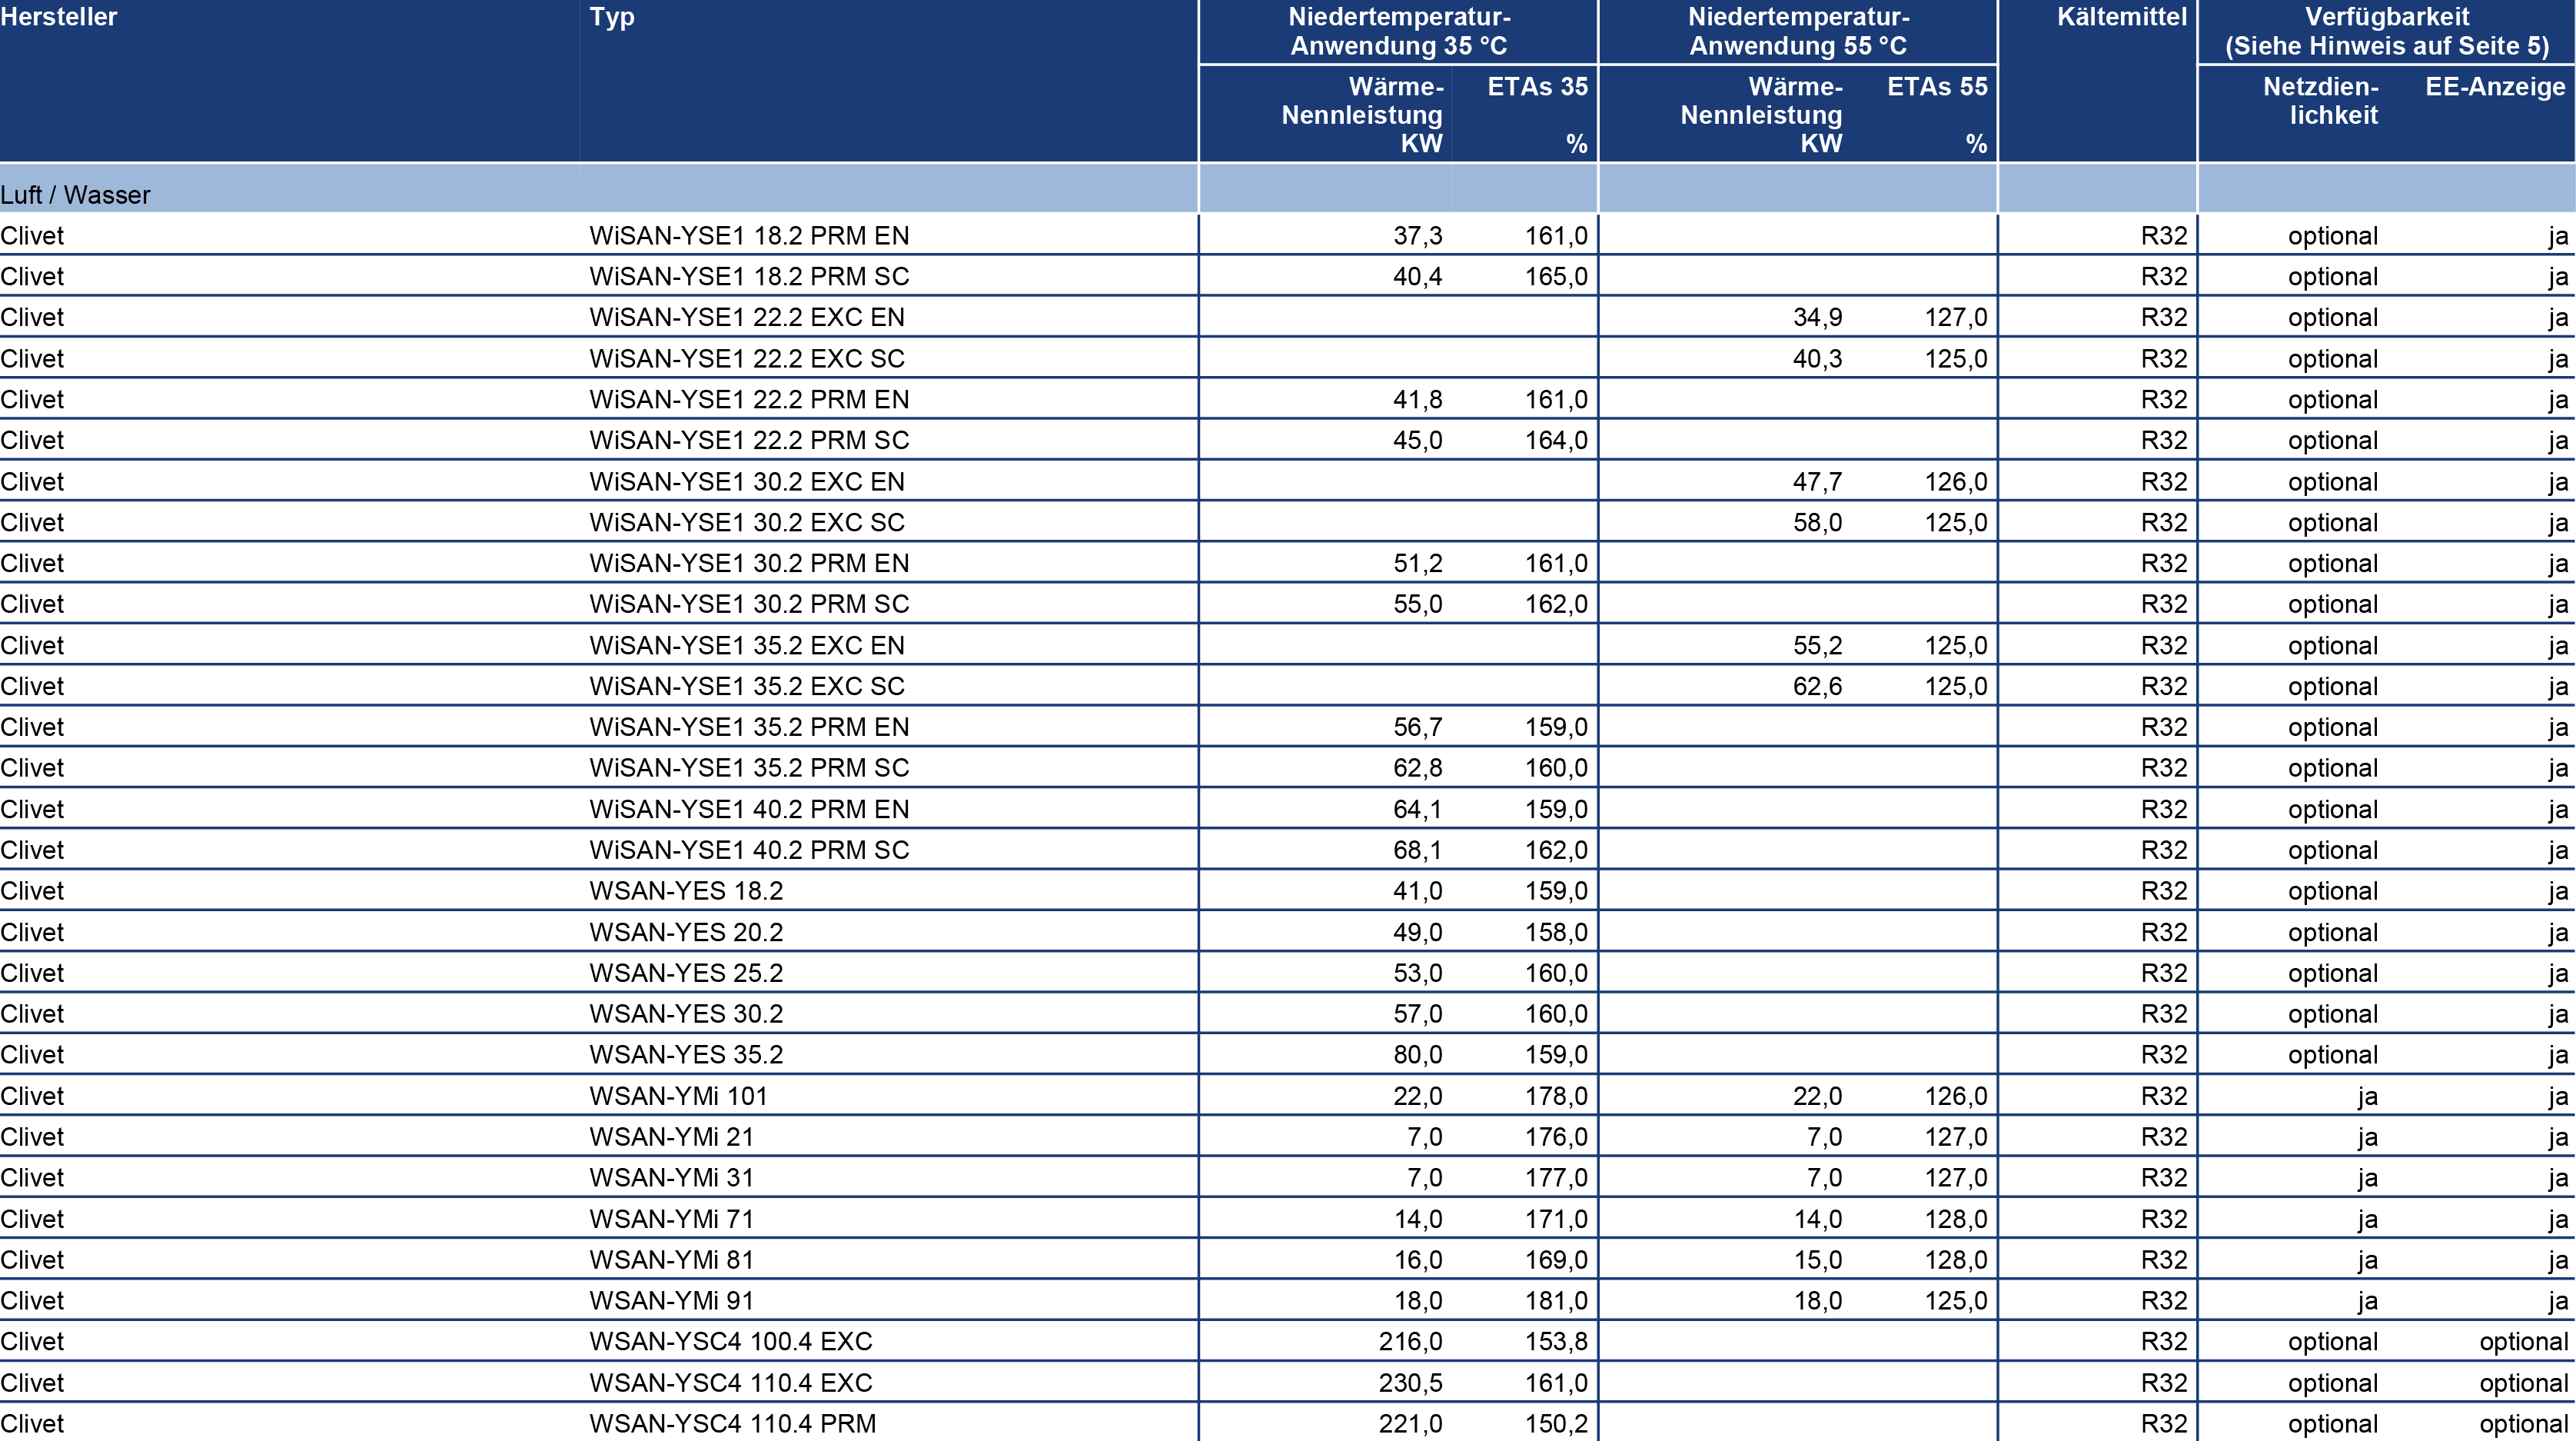 Hersteller Typ Niedertemperatur- Niedertemperatur- Kältemittel Verfügbarkeit
Anwendung 35 °C Anwendung 55 °C (Siehe Hinweis auf Seite 5)
Wärme- ETAs 35 Wärme- ETAs 55 Netzdien- EE-Anzeige
Nennleistung Nennleistung lichkeit
KW % KW %
Luft / Wasser
Clivet WiSAN-YSE1 18.2 PRM EN 37,3 161,0 R32 optional ja
Clivet WiSAN-YSE1 18.2 PRM SC 40,4 165,0 R32 optional ja
Clivet WiSAN-YSE1 22.2 EXC EN 34,9 127,0 R32 optional ja
Clivet WiSAN-YSE1 22.2 EXC SC 40,3 125,0 R32 optional ja
Clivet WiSAN-YSE1 22.2 PRM EN 41,8 161,0 R32 optional ja
Clivet WiSAN-YSE1 22.2 PRM SC 45,0 164,0 R32 optional ja
Clivet WiSAN-YSE1 30.2 EXC EN 47,7 126,0 R32 optional ja
Clivet WiSAN-YSE1 30.2 EXC SC 58,0 125,0 R32 optional ja
Clivet WiSAN-YSE1 30.2 PRM EN 51,2 161,0 R32 optional ja
Clivet WiSAN-YSE1 30.2 PRM SC 55,0 162,0 R32 optional ja
Clivet WiSAN-YSE1 35.2 EXC EN 55,2 125,0 R32 optional ja
Clivet WiSAN-YSE1 35.2 EXC SC 62,6 125,0 R32 optional ja
Clivet WiSAN-YSE1 35.2 PRM EN 56,7 159,0 R32 optional ja
Clivet WiSAN-YSE1 35.2 PRM SC 62,8 160,0 R32 optional ja
Clivet WiSAN-YSE1 40.2 PRM EN 64,1 159,0 R32 optional ja
Clivet WiSAN-YSE1 40.2 PRM SC 68,1 162,0 R32 optional ja
Clivet WSAN-YES 18.2 41,0 159,0 R32 optional ja
Clivet WSAN-YES 20.2 49,0 158,0 R32 optional ja
Clivet WSAN-YES 25.2 53,0 160,0 R32 optional ja
Clivet WSAN-YES 30.2 57,0 160,0 R32 optional ja
Clivet WSAN-YES 35.2 80,0 159,0 R32 optional ja
Clivet WSAN-YMi 101 22,0 178,0 22,0 126,0 R32 ja ja
Clivet WSAN-YMi 21 7,0 176,0 7,0 127,0 R32 ja ja
Clivet WSAN-YMi 31 7,0 177,0 7,0 127,0 R32 ja ja
Clivet WSAN-YMi 71 14,0 171,0 14,0 128,0 R32 ja ja
Clivet WSAN-YMi 81 16,0 169,0 15,0 128,0 R32 ja ja
Clivet WSAN-YMi 91 18,0 181,0 18,0 125,0 R32 ja ja
Clivet WSAN-YSC4 100.4 EXC 216,0 153,8 R32 optional optional
Clivet WSAN-YSC4 110.4 EXC 230,5 161,0 R32 optional optional
Clivet WSAN-YSC4 110.4 PRM 221,0 150,2 R32 optional optional